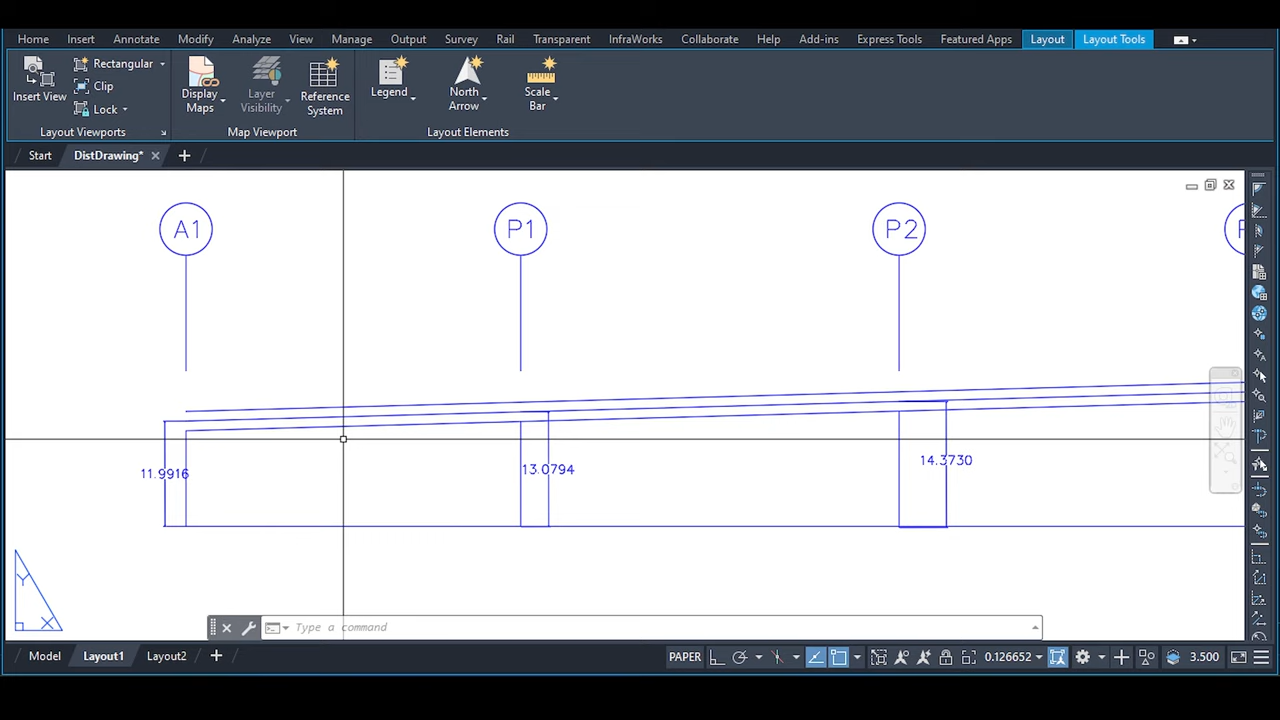 Home Insert Annotate Modify Analyze View Manage Output Survey Rail Transparent InfraWorks Collaborate Help Add-ins Express Tools Featured Apps Layout Layout Tools
Insert View
Rectangular
Clip
Lock
Display Maps
Layer Visibility
Reference System
Legend
North Arrow
Scale Bar
Layout Viewports
Map Viewport
Layout Elements
Start DistDrawing*
A1 P1 P2
11.9916 13.0794 14.3730
Y
X
Type a command
Model Layout1 Layout2 PAPER 0.126652 3.500